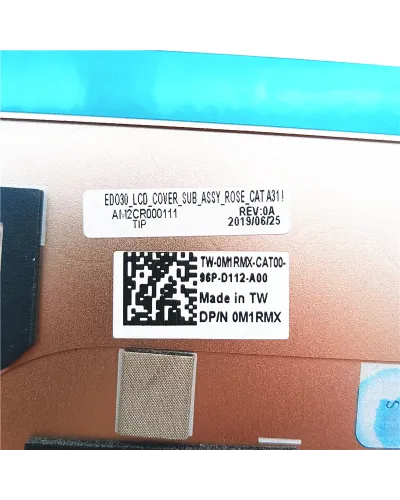 EDO30_LCD_COVER_SUB_ASSY_ROSE_CAT A31!
AM2CR000111 REV:0A
TIP 2019/06/25
TW-0M1RMX-CAT00-
96P-D112-A00
Made in TW
DP/N 0M1RMX